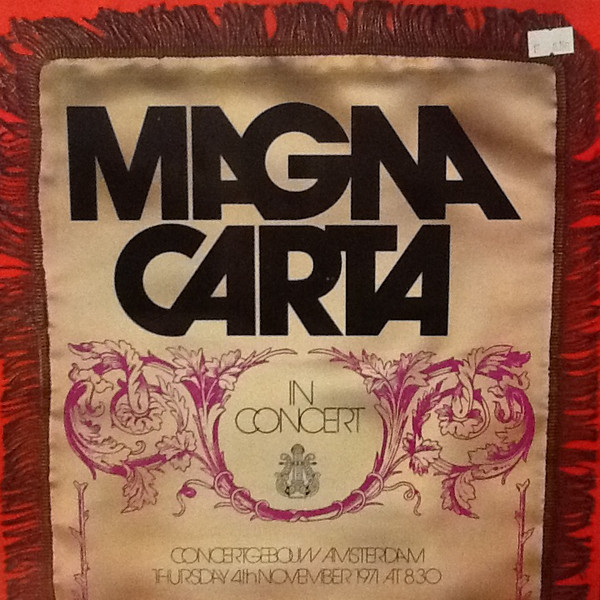 MAGNA
CARTA
IN
CONCERT
CONCERTGEBOUW AMSTERDAM
THURSDAY 4th NOVEMBER 1971 AT 8.30